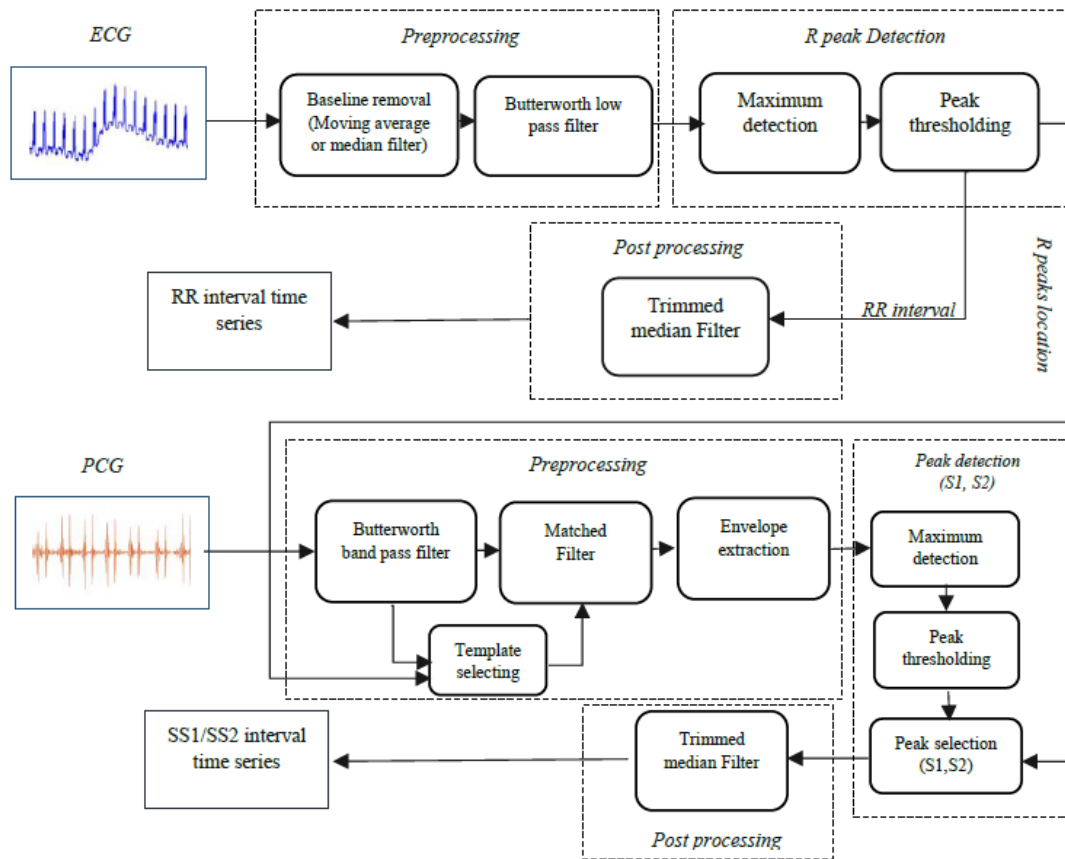 ECG
Preprocessing
R peak Detection
Baseline removal
(Moving average
or median filter)
Butterworth low
pass filter
Maximum
detection
Peak
thresholding
R peaks location
Post processing
RR interval time
series
Trimmed
median Filter
RR interval
PCG
Preprocessing
Peak detection
(S1, S2)
Butterworth
band pass filter
Matched
Filter
Envelope
extraction
Maximum
detection
Template
selecting
Peak
thresholding
SS1/SS2 interval
time series
Trimmed
median Filter
Peak selection
(S1,S2)
Post processing